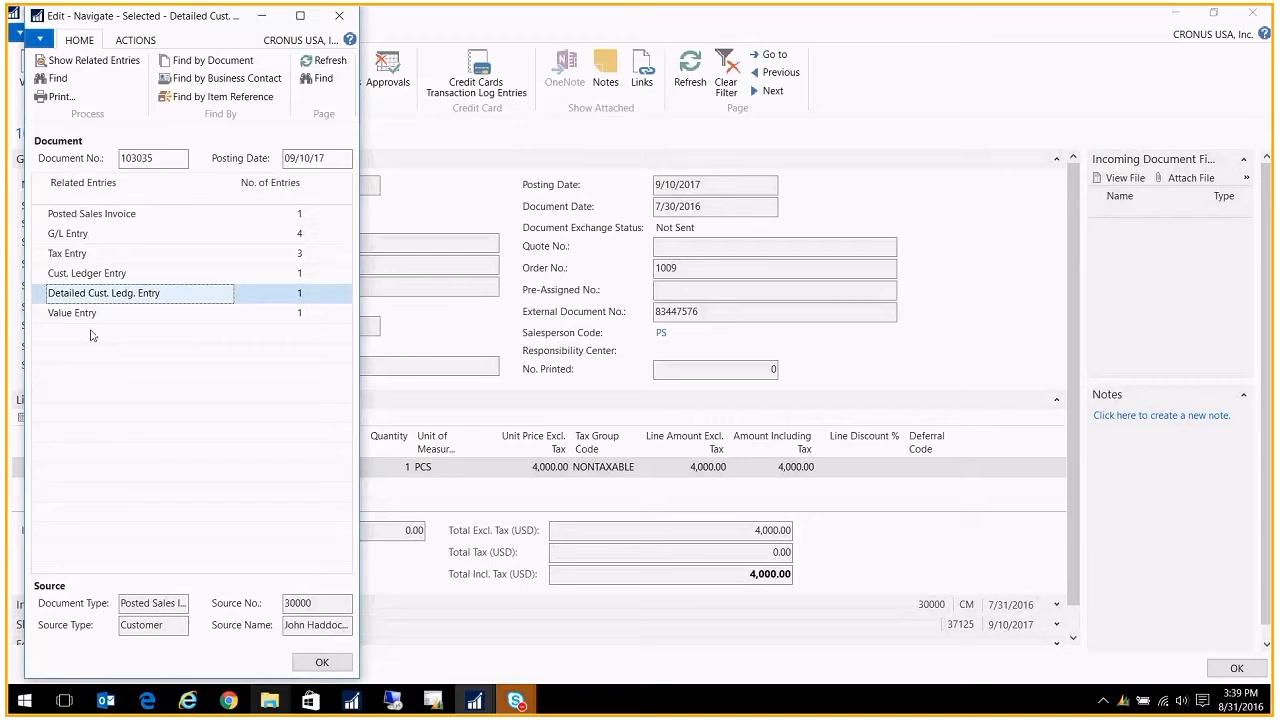 Edit - Navigate - Selected - Detailed Cust. ...
HOME
ACTIONS
CRONUS USA, I...
Show Related Entries
Find
Print...
Process
Find by Document
Find by Business Contact
Find by Item Reference
Find By
Refresh
Find
Page
Document
Document No.: 103035
Posting Date: 09/10/17
Related Entries No. of Entries
Posted Sales Invoice 1
G/L Entry 4
Tax Entry 3
Cust. Ledger Entry 1
Detailed Cust. Ledg. Entry 1
Value Entry 1
Source
Document Type: Posted Sales I...
Source No.: 30000
Source Type: Customer
Source Name: John Haddoc...
OK
CRONUS USA, Inc.
Approvals
Credit Cards
Transaction Log Entries
Credit Card
OneNote
Notes
Links
Show Attached
Refresh
Clear
Filter
Go to
Previous
Next
Page
Posting Date: 9/10/2017
Document Date: 7/30/2016
Document Exchange Status: Not Sent
Quote No.:
Order No.: 1009
Pre-Assigned No.:
External Document No.: 83447576
Salesperson Code: PS
Responsibility Center:
No. Printed: 0
Quantity
Unit of
Measur...
Unit Price Excl.
Tax
Tax Group
Code
Line Amount Excl.
Tax
Amount Including
Tax
Line Discount %
Deferral
Code
1 PCS 4,000.00 NONTAXABLE 4,000.00 4,000.00
0.00
Total Excl. Tax (USD): 4,000.00
Total Tax (USD): 0.00
Total Incl. Tax (USD): 4,000.00
30000 CM 7/31/2016
37125 9/10/2017
Incoming Document Fi...
View File
Attach File
»
Name Type
Notes
Click here to create a new note.
OK
3:39 PM
8/31/2016